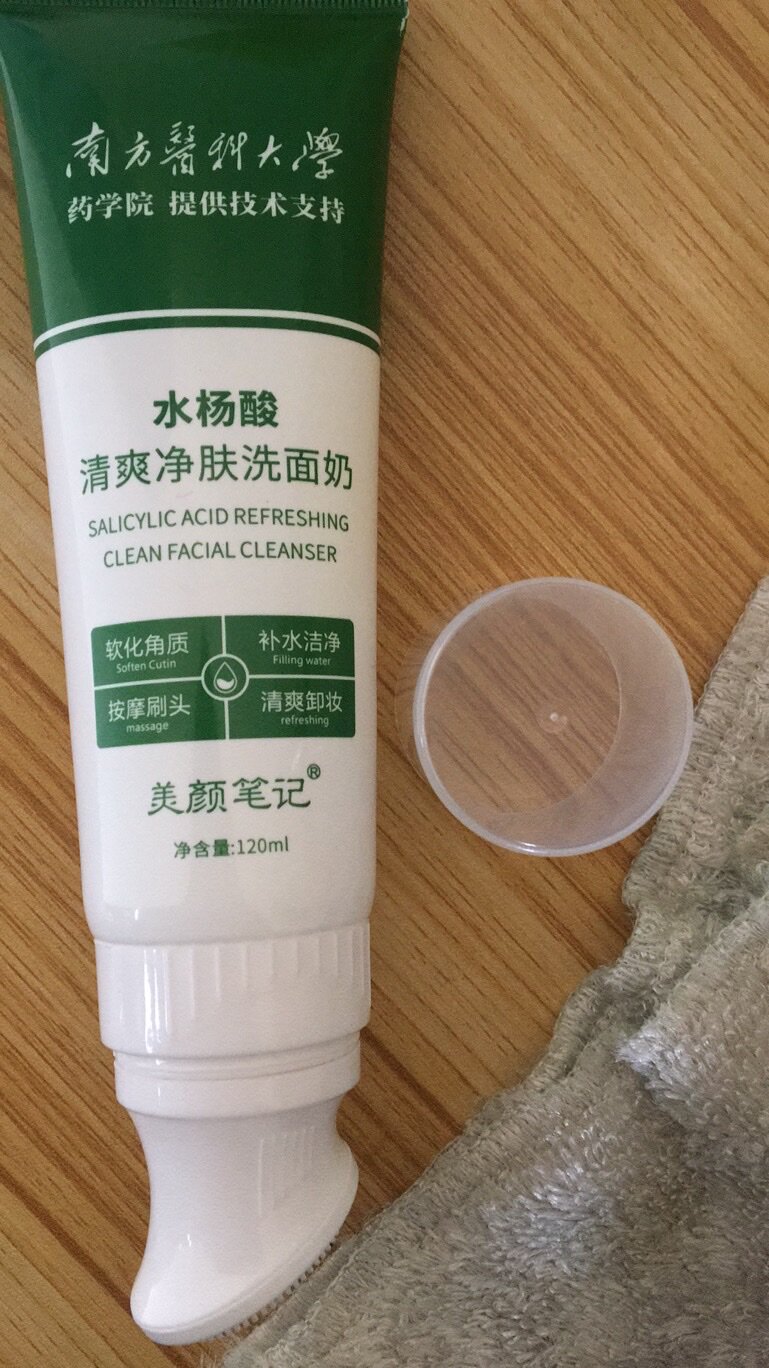 南方醫科大學
药学院 提供技术支持
水杨酸
清爽净肤洗面奶
SALICYLIC ACID REFRESHING
CLEAN FACIAL CLEANSER
软化角质
Soften Cutin
补水洁净
Filling water
按摩刷头
massage
清爽卸妆
refreshing
美颜笔记®
净含量:120ml